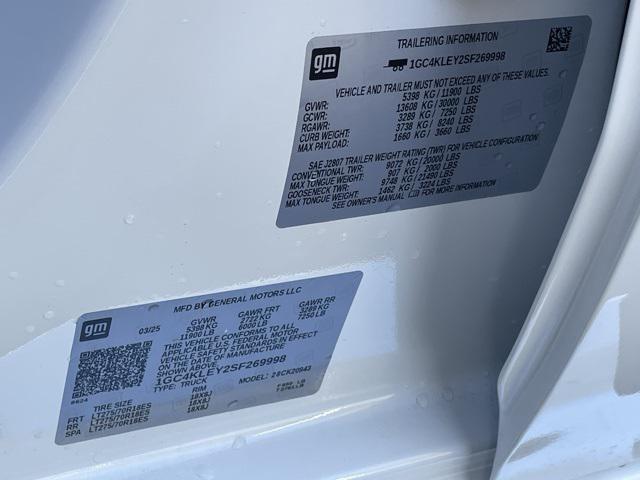 gm
TRAILERING INFORMATION
1GC4KLEY2SF269998
VEHICLE AND TRAILER MUST NOT EXCEED ANY OF THESE VALUES.
GVWR: 5398 KG/11900 LBS
GCWR: 13608 KG/30000 LBS
RGAWR: 3289 KG/ 7250 LBS
CURB WEIGHT: 3738 KG/ 8240 LBS
MAX PAYLOAD: 1660 KG/ 3660 LBS
SAE J2807 TRAILER WEIGHT RATING (TWR) FOR VEHICLE CONFIGURATION
CONVENTIONAL TWR: 9072 KG/20000 LBS
MAX TONGUE WEIGHT: 907 KG/ 2000 LBS
GOOSENECK TWR: 9748 KG/21490 LBS
MAX TONGUE WEIGHT: 1462 KG/ 3224 LBS
SEE OWNER'S MANUAL FOR MORE INFORMATION
gm
MFD BY GENERAL MOTORS LLC
03/25
GVWR GAWR FRT GAWR RR
5398 KG 2722 KG 3289 KG
11900 LB 6000 LB 7250 LB
THIS VEHICLE CONFORMS TO ALL
APPLICABLE U.S. FEDERAL MOTOR
VEHICLE SAFETY STANDARDS IN EFFECT
ON THE DATE OF MANUFACTURE
SHOWN ABOVE.
1GC4KLEY2SF269998
TYPE: TRUCK MODEL: 26CK20943
TIRE SIZE RIM
FRT LT275/70R18ES 18X8J
RR LT275/70R18ES 18X8J
SPA LT275/70R18ES 18X8J